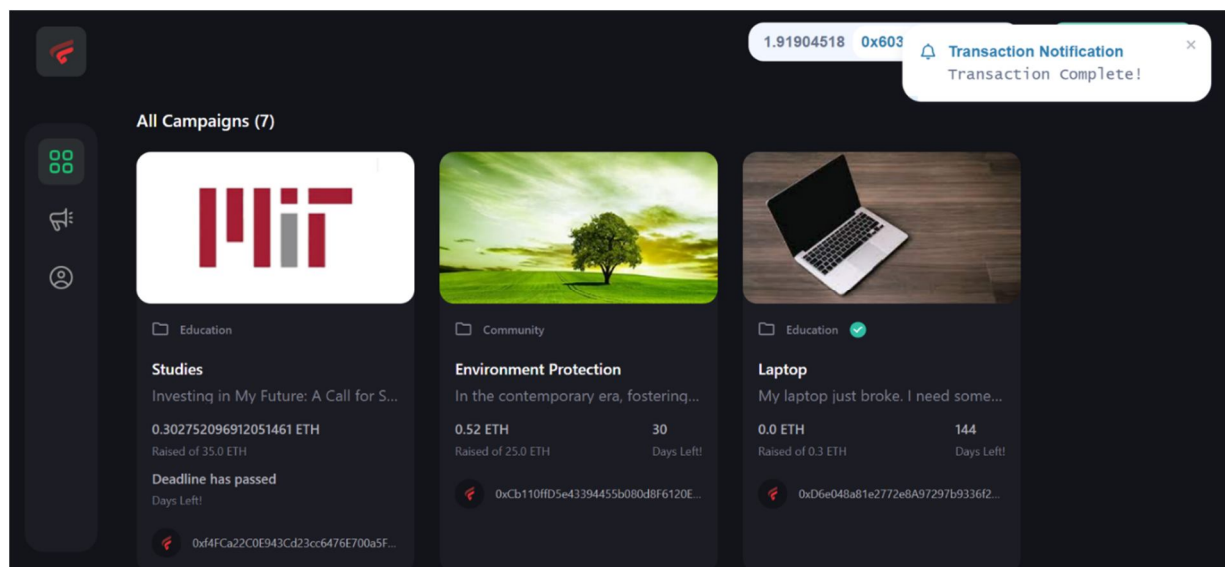 1.91904518 0x603
Transaction Notification
Transaction Complete!
All Campaigns (7)
MIT
Education
Studies
Investing in My Future: A Call for S...
0.302752096912051461 ETH
Raised of 35.0 ETH
Deadline has passed
Days Left!
0xf4FCa22C0E943Cd23cc6476E700a5F...
Community
Environment Protection
In the contemporary era, fostering...
0.52 ETH 30
Raised of 25.0 ETH Days Left!
0xCb110ffD5e43394455b080d8F6120E...
Education
Laptop
My laptop just broke. I need some...
0.0 ETH 144
Raised of 0.3 ETH Days Left!
0xD6e048a81e2772e8A97297b9336f2...